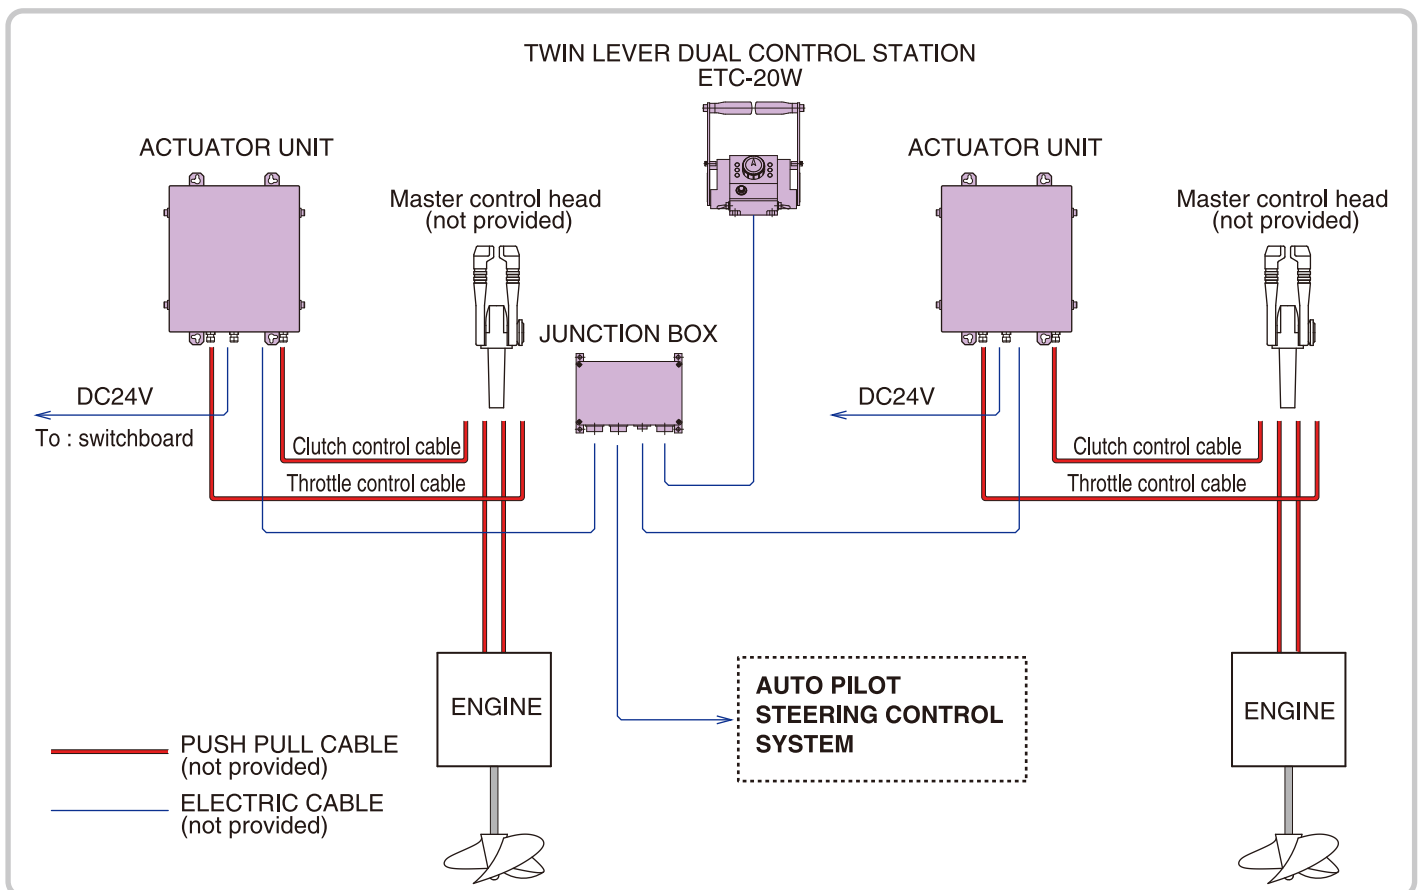 TWIN LEVER DUAL CONTROL STATION
ETC-20W
ACTUATOR UNIT
Master control head
(not provided)
ACTUATOR UNIT
Master control head
(not provided)
JUNCTION BOX
DC24V
To : switchboard
DC24V
Clutch control cable
Throttle control cable
Clutch control cable
Throttle control cable
ENGINE
AUTO PILOT
STEERING CONTROL
SYSTEM
ENGINE
PUSH PULL CABLE
(not provided)
ELECTRIC CABLE
(not provided)